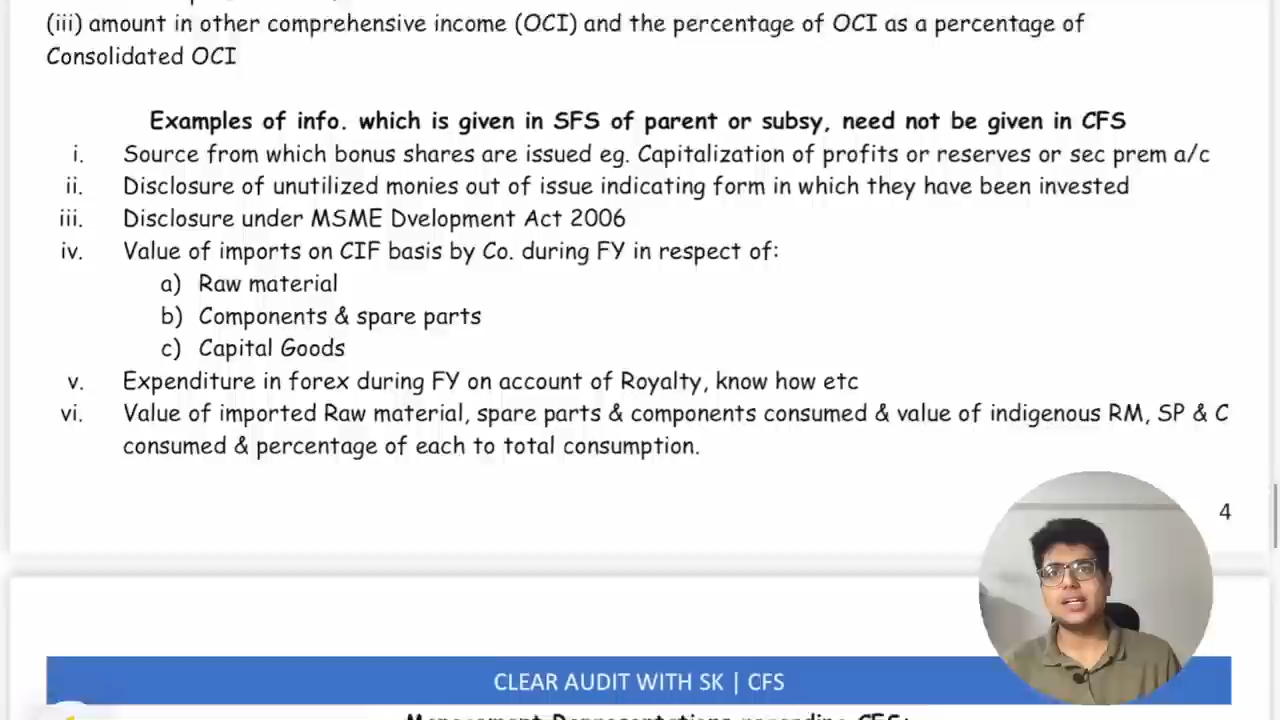 (iii) amount in other comprehensive income (OCI) and the percentage of OCI as a percentage of
Consolidated OCI
Examples of info. which is given in SFS of parent or subsy, need not be given in CFS
i. Source from which bonus shares are issued eg. Capitalization of profits or reserves or sec prem a/c
ii. Disclosure of unutilized monies out of issue indicating form in which they have been invested
iii. Disclosure under MSME Dvelopment Act 2006
iv. Value of imports on CIF basis by Co. during FY in respect of:
a) Raw material
b) Components & spare parts
c) Capital Goods
v. Expenditure in forex during FY on account of Royalty, know how etc
vi. Value of imported Raw material, spare parts & components consumed & value of indigenous RM, SP & C
consumed & percentage of each to total consumption.
4
CLEAR AUDIT WITH SK | CFS
Management Representations regarding CFS: